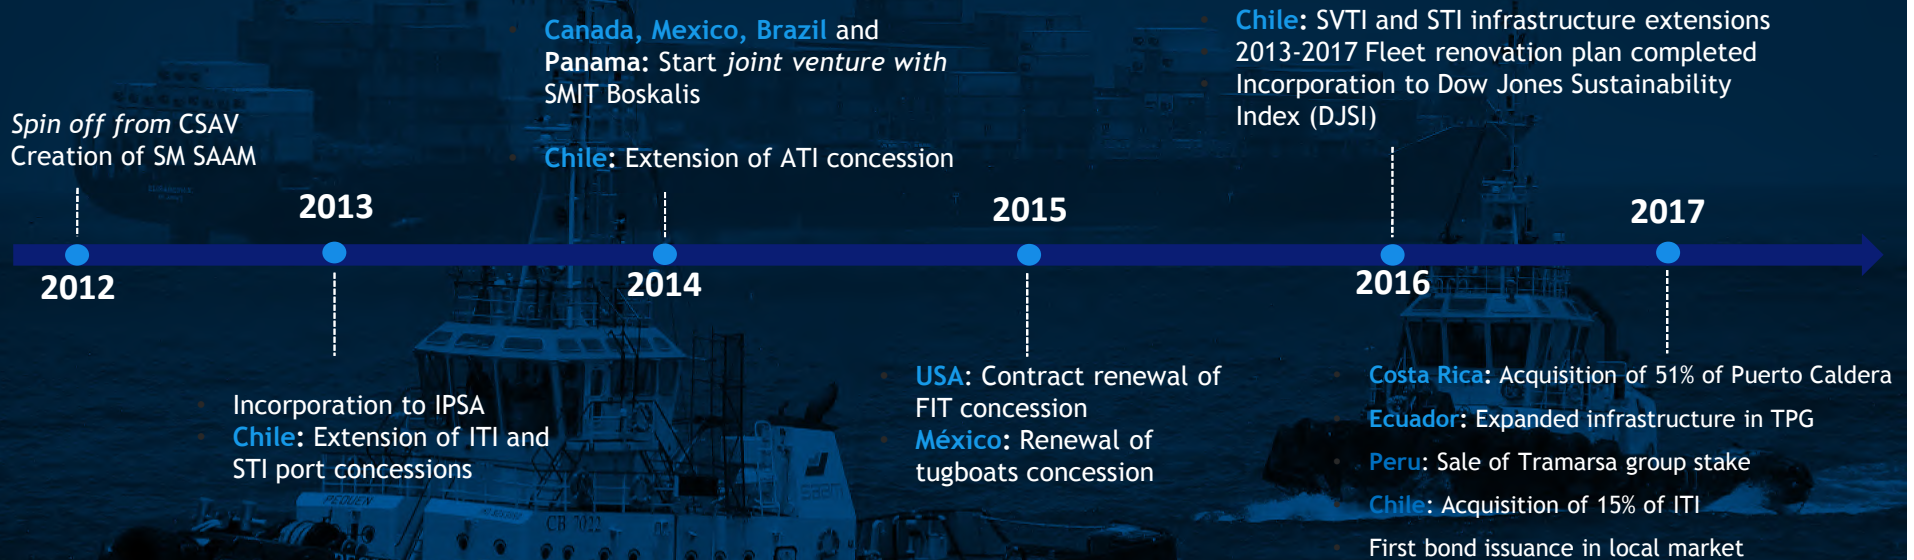 Spin off from CSAV
Creation of SM SAAM
2012
2013
Incorporation to IPSA
Chile: Extension of ITI and
STI port concessions
Canada, Mexico, Brazil and
Panama: Start joint venture with
SMIT Boskalis
Chile: Extension of ATI concession
2014
2015
USA: Contract renewal of
FIT concession
México: Renewal of
tugboats concession
Chile: SVTI and STI infrastructure extensions
2013-2017 Fleet renovation plan completed
Incorporation to Dow Jones Sustainability
Index (DJSI)
2016
2017
Costa Rica: Acquisition of 51% of Puerto Caldera
Ecuador: Expanded infrastructure in TPG
Peru: Sale of Tramarsa group stake
Chile: Acquisition of 15% of ITI
First bond issuance in local market
PEQUEN
CB 7022